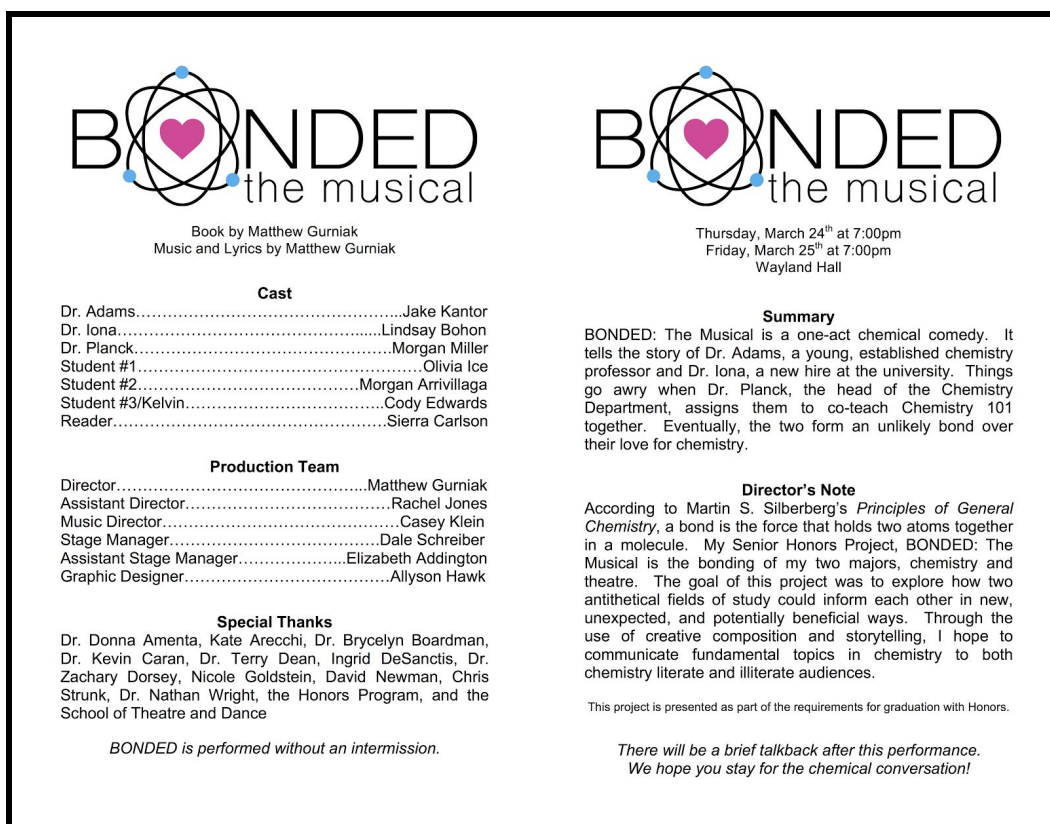 BONDED
the musical
Book by Matthew Gurniak
Music and Lyrics by Matthew Gurniak
Cast
Dr. Adams…………………………………………...Jake Kantor
Dr. Iona………………………………………......Lindsay Bohon
Dr. Planck………………………………………….Morgan Miller
Student #1………………………………………………Olivia Ice
Student #2……………………………………Morgan Arrivillaga
Student #3/Kelvin………………………………..Cody Edwards
Reader……………………………………………Sierra Carlson
Production Team
Director………………………………………...Matthew Gurniak
Assistant Director…………………………………Rachel Jones
Music Director………………………………………Casey Klein
Stage Manager………………………………….Dale Schreiber
Assistant Stage Manager………………...Elizabeth Addington
Graphic Designer…………………………………Allyson Hawk
Special Thanks
Dr. Donna Amenta, Kate Arecchi, Dr. Brycelyn Boardman,
Dr. Kevin Caran, Dr. Terry Dean, Ingrid DeSanctis, Dr.
Zachary Dorsey, Nicole Goldstein, David Newman, Chris
Strunk, Dr. Nathan Wright, the Honors Program, and the
School of Theatre and Dance
BONDED is performed without an intermission.
BONDED
the musical
Thursday, March 24th at 7:00pm
Friday, March 25th at 7:00pm
Wayland Hall
Summary
BONDED: The Musical is a one-act chemical comedy. It
tells the story of Dr. Adams, a young, established chemistry
professor and Dr. Iona, a new hire at the university. Things
go awry when Dr. Planck, the head of the Chemistry
Department, assigns them to co-teach Chemistry 101
together. Eventually, the two form an unlikely bond over
their love for chemistry.
Director's Note
According to Martin S. Silberberg's Principles of General
Chemistry, a bond is the force that holds two atoms together
in a molecule. My Senior Honors Project, BONDED: The
Musical is the bonding of my two majors, chemistry and
theatre. The goal of this project was to explore how two
antithetical fields of study could inform each other in new,
unexpected, and potentially beneficial ways. Through the
use of creative composition and storytelling, I hope to
communicate fundamental topics in chemistry to both
chemistry literate and illiterate audiences.
This project is presented as part of the requirements for graduation with Honors.
There will be a brief talkback after this performance.
We hope you stay for the chemical conversation!